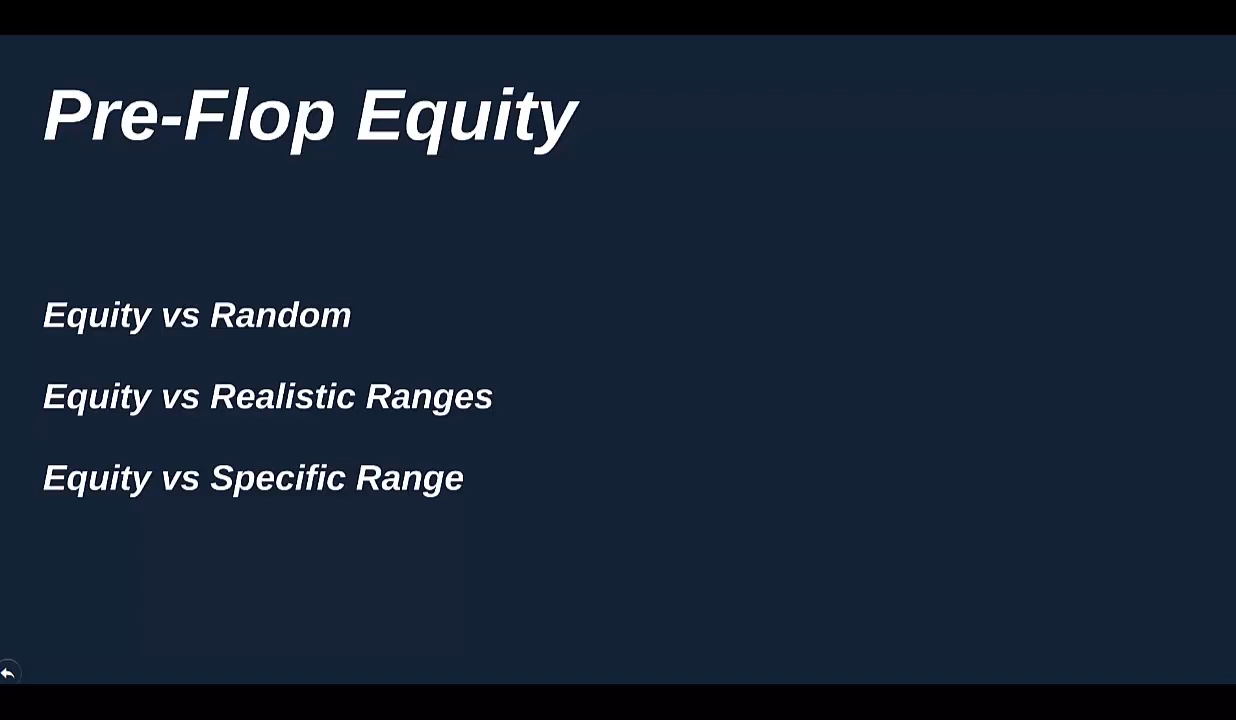 Pre-Flop Equity
Equity vs Random
Equity vs Realistic Ranges
Equity vs Specific Range